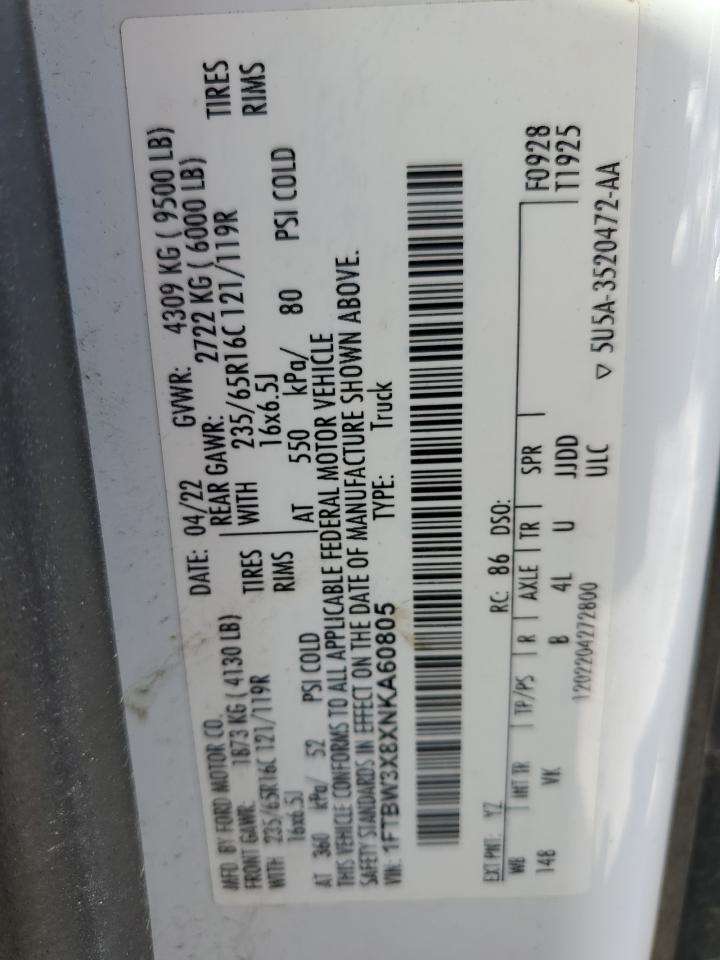 MFD. BY FORD MOTOR CO.
DATE: 04/22 GVWR: 4309 KG ( 9500 LB)
FRONT GAWR: 1873 KG ( 4130 LB)
REAR GAWR: 2722 KG ( 6000 LB)
WITH 235/65R16C 121/119R TIRES
WITH 235/65R16C 121/119R TIRES
16x6.5J RIMS
16x6.5J RIMS
AT 360 kPa/ 52 PSI COLD
AT 550 kPa/ 80 PSI COLD
THIS VEHICLE CONFORMS TO ALL APPLICABLE FEDERAL MOTOR VEHICLE
SAFETY STANDARDS IN EFFECT ON THE DATE OF MANUFACTURE SHOWN ABOVE.
VIN: 1FTBW3X8XNKA60805 TYPE: Truck
EXT PNT: YZ RC: 86 DSO:
WB INT TR TP/PS R AXLE TR SPR F0928
148 VK B 4L U JJDD T1925
ULC
1202204272800 ▽ 5U5A-3520472-AA